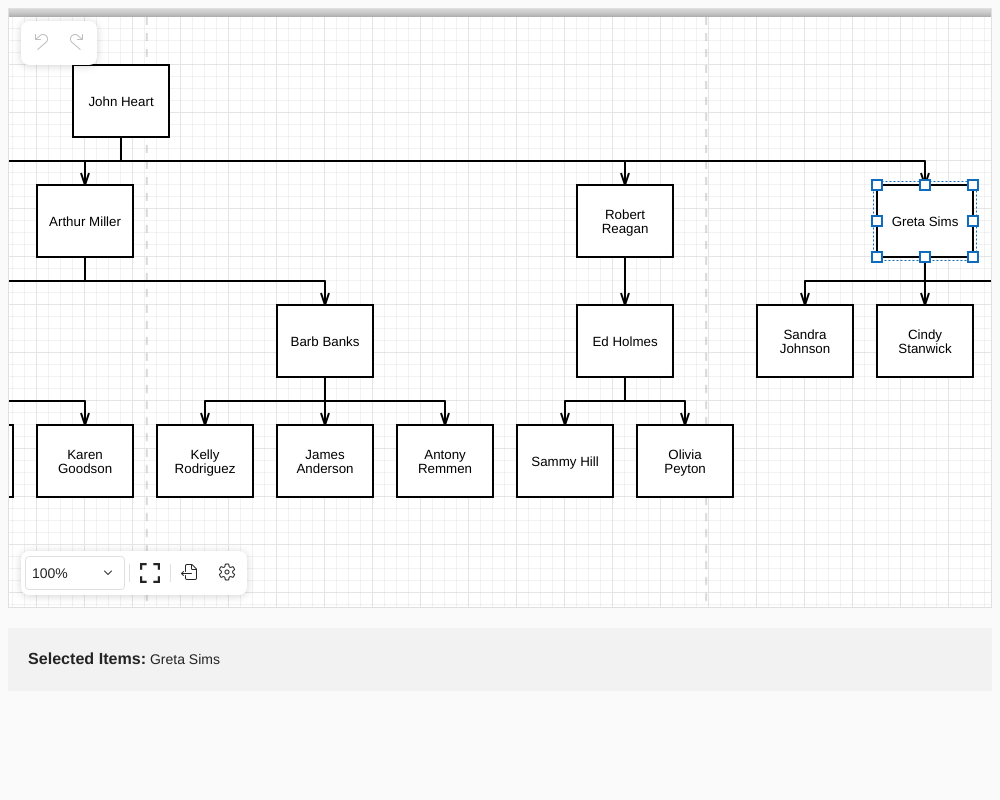 John Heart
Arthur Miller
Robert
Reagan
Greta Sims
Barb Banks
Ed Holmes
Sandra
Johnson
Cindy
Stanwick
Karen
Goodson
Kelly
Rodriguez
James
Anderson
Antony
Remmen
Sammy Hill
Olivia
Peyton
100%
Selected Items: Greta Sims